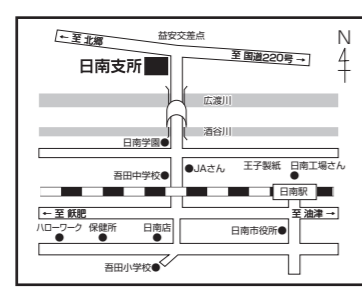 益安交差点
← 至 北郷
至 国道220号 →
N
日南支所
広渡川
酒谷川
日南学園
吾田中学校
JAさん
王子製紙 日南工場さん
日南駅
← 至 飫肥
至 油津 →
ハローワーク 保健所 日南店
日南市役所
吾田小学校